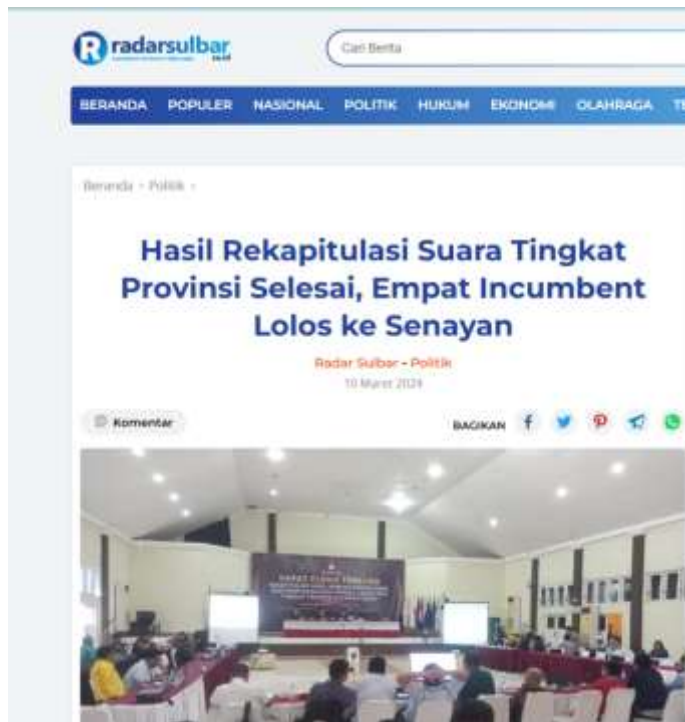 radarsulbar
Cari Berita
BERANDA POPULER NASIONAL POLITIK HUKUM EKONOMI OLAHRAGA TE
Beranda > Politik >
Hasil Rekapitulasi Suara Tingkat
Provinsi Selesai, Empat Incumbent
Lolos ke Senayan
Radar Sulbar - Politik
10 Maret 2024
Komentar
BAGIKAN
RAPAT PLENO TERBUKA